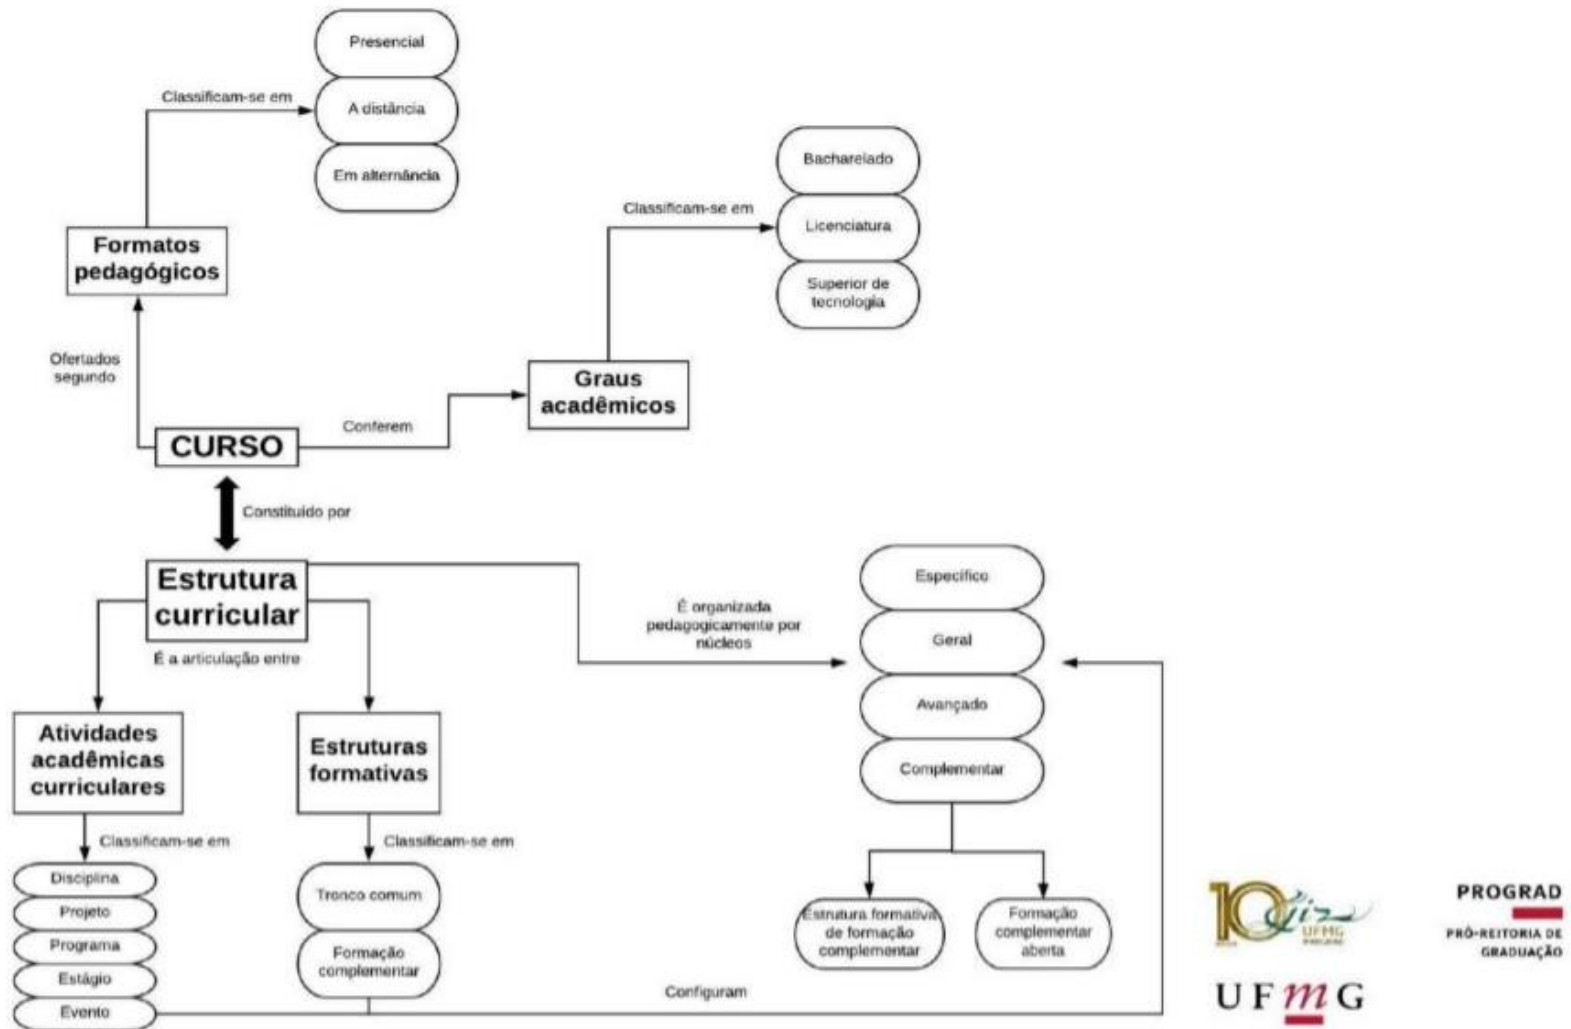 Presencial
Classificam-se em
A distância
Em alternância
Bacharelado
Classificam-se em
Licenciatura
Superior de
tecnologia
Formatos
pedagógicos
Ofertados
segundo
Graus
acadêmicos
CURSO
Conferem
Constituído por
Estrutura
curricular
É a articulação entre
É organizada
pedagogicamente por
núcleos
Específico
Geral
Avançado
Complementar
Atividades
acadêmicas
curriculares
Estruturas
formativas
Classificam-se em
Classificam-se em
Disciplina
Projeto
Programa
Estágio
Evento
Tronco comum
Formação
complementar
Estrutura formativa
de formação
complementar
Formação
complementar
aberta
Configuram
10
Giz
UFMG
PROGRAD
PRÓ-REITORIA DE
GRADUAÇÃO
UFmG